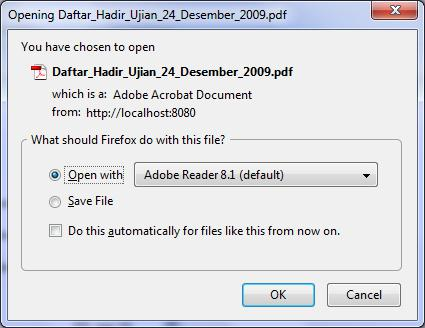 Opening Daftar_Hadir_Ujian_24_Desember_2009.pdf
You have chosen to open
Daftar_Hadir_Ujian_24_Desember_2009.pdf
which is a: Adobe Acrobat Document
from: http://localhost:8080
What should Firefox do with this file?
Open with Adobe Reader 8.1 (default)
Save File
Do this automatically for files like this from now on.
OK Cancel